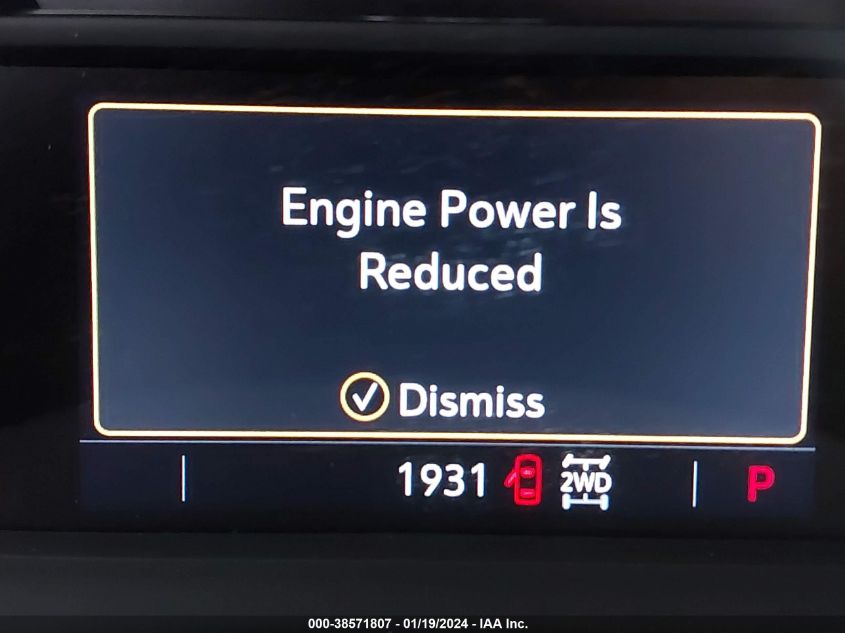 Engine Power Is
Reduced
Dismiss
1931 2WD P
000-38571807 - 01/19/2024 - IAA Inc.